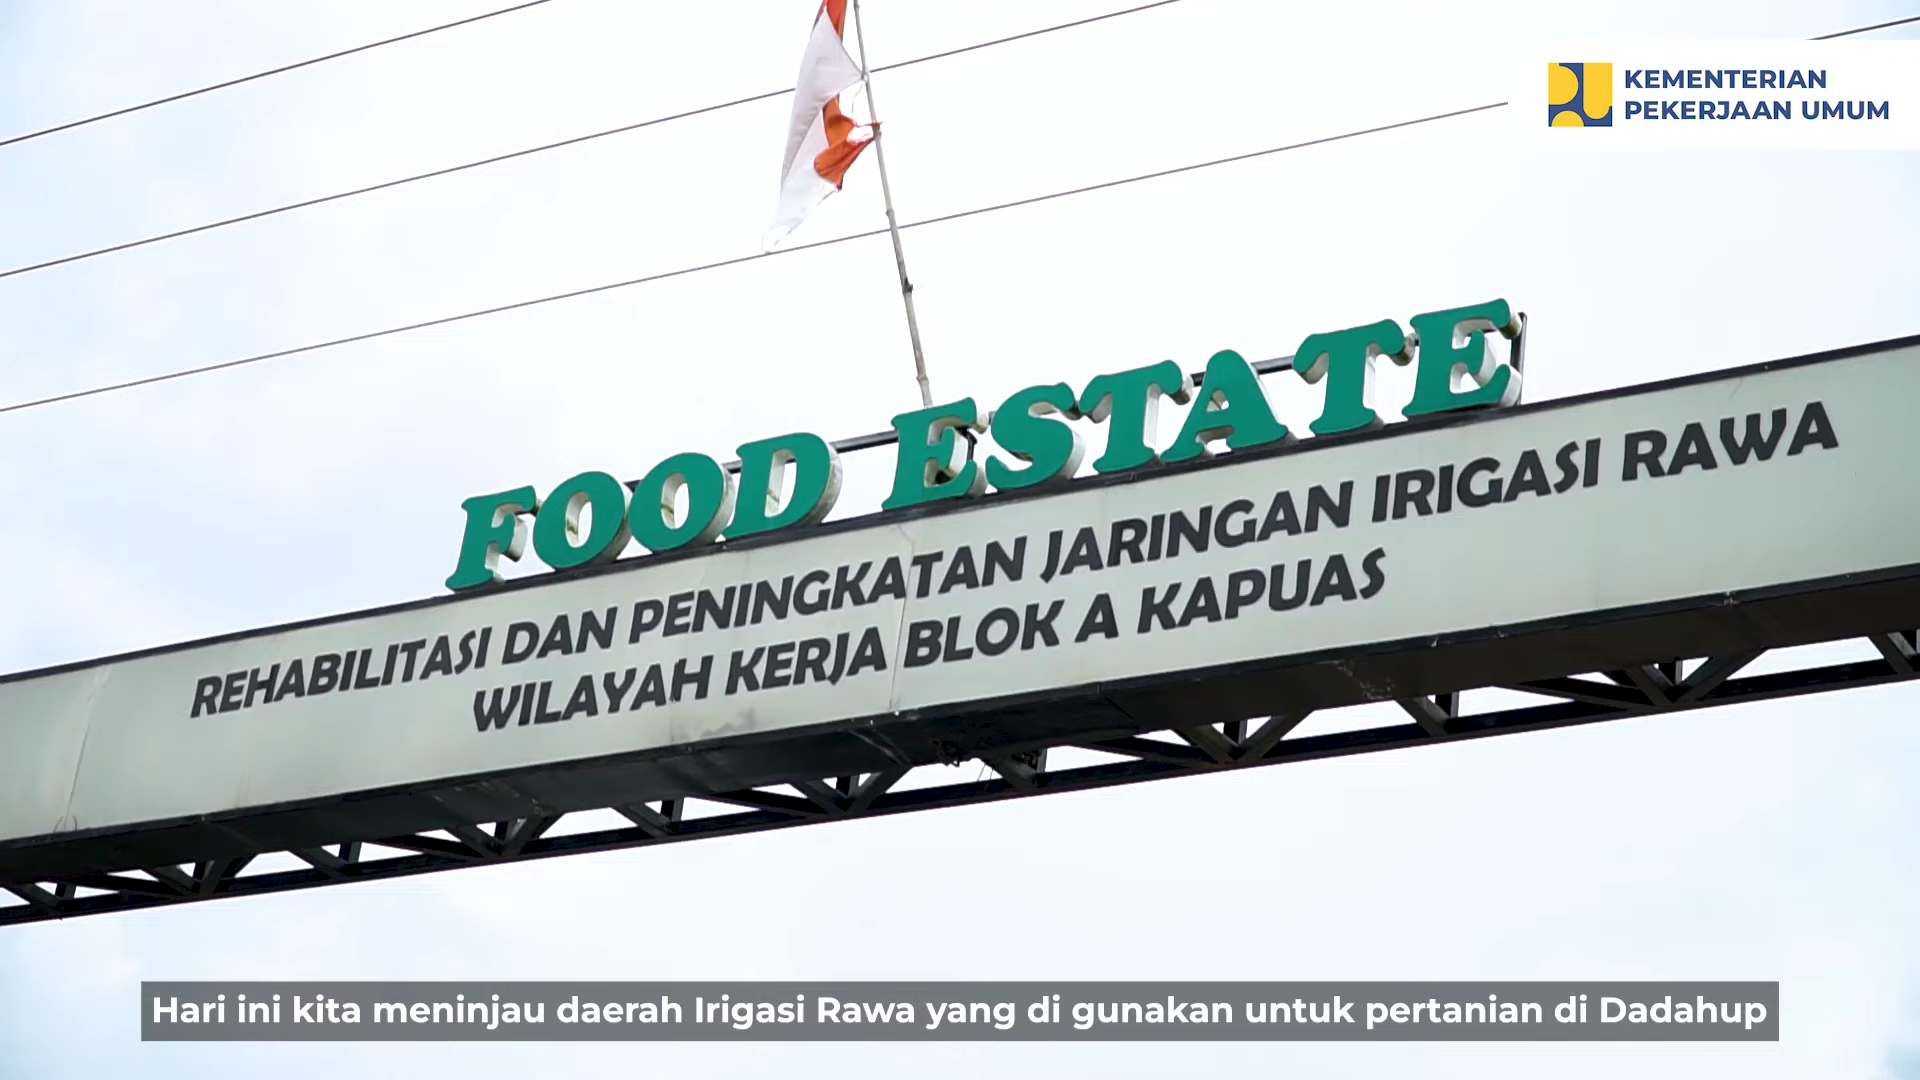 KEMENTERIAN
PEKERJAAN UMUM
FOOD ESTATE
REHABILITASI DAN PENINGKATAN JARINGAN IRIGASI RAWA
WILAYAH KERJA BLOK A KAPUAS
Hari ini kita meninjau daerah Irigasi Rawa yang di gunakan untuk pertanian di Dadahup